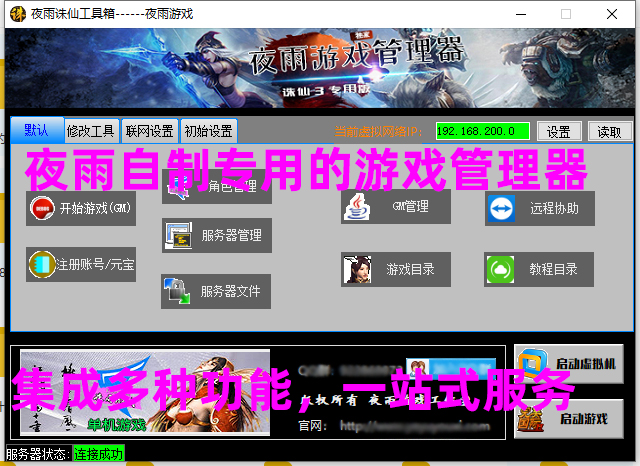 夜雨诛仙工具箱------夜雨游戏
独家
夜雨游戏管理器
诛仙-3 专用版
默认 修改工具 联网设置 初始设置 当前虚拟网络IP: 192.168.200.0 设置 读取
夜雨自制专用的游戏管理器
角色管理
开始游戏(GM) GM管理 远程协助
服务器管理
注册账号/元宝 游戏目录 教程目录
服务器文件
启动虚拟机
集成多种功能，一站式服务
版权所有 夜雨
单机游戏
官网:
启动游戏
服务器状态: 连接成功